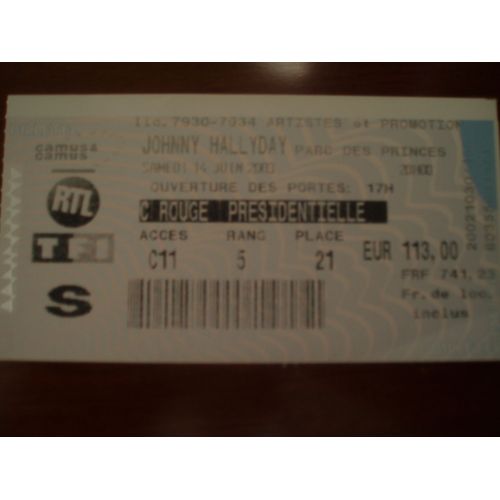 Lic.7930-7934 ARTISTES et PROMOTION
camus&
camus
JOHNNY HALLYDAY PARC DES PRINCES
SAMEDI 14 JUIN 2003 20H00
OUVERTURE DES PORTES: 17H
RTL
C ROUGE PRESIDENTIELLE
TF1
ACCES RANG PLACE
C11 5 21
EUR 113,00
FRF 741,23
Fr.de loc.
inclus
S